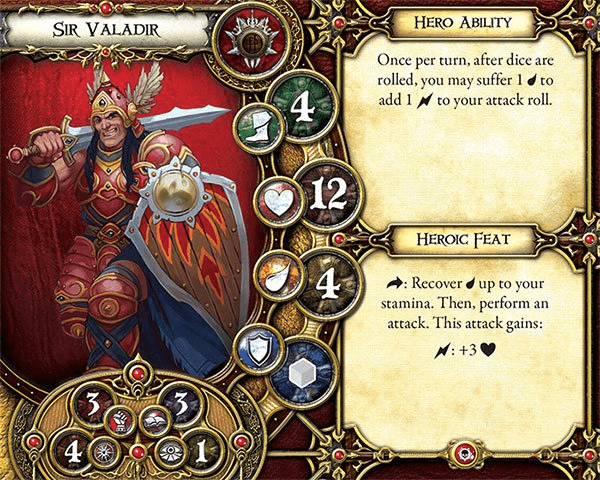 Sir Valadir
4
12
4
3
3
4
1
Hero Ability
Once per turn, after dice are
rolled, you may suffer 1 to
add 1 to your attack roll.
Heroic Feat
: Recover up to your
stamina. Then, perform an
attack. This attack gains:
: +3